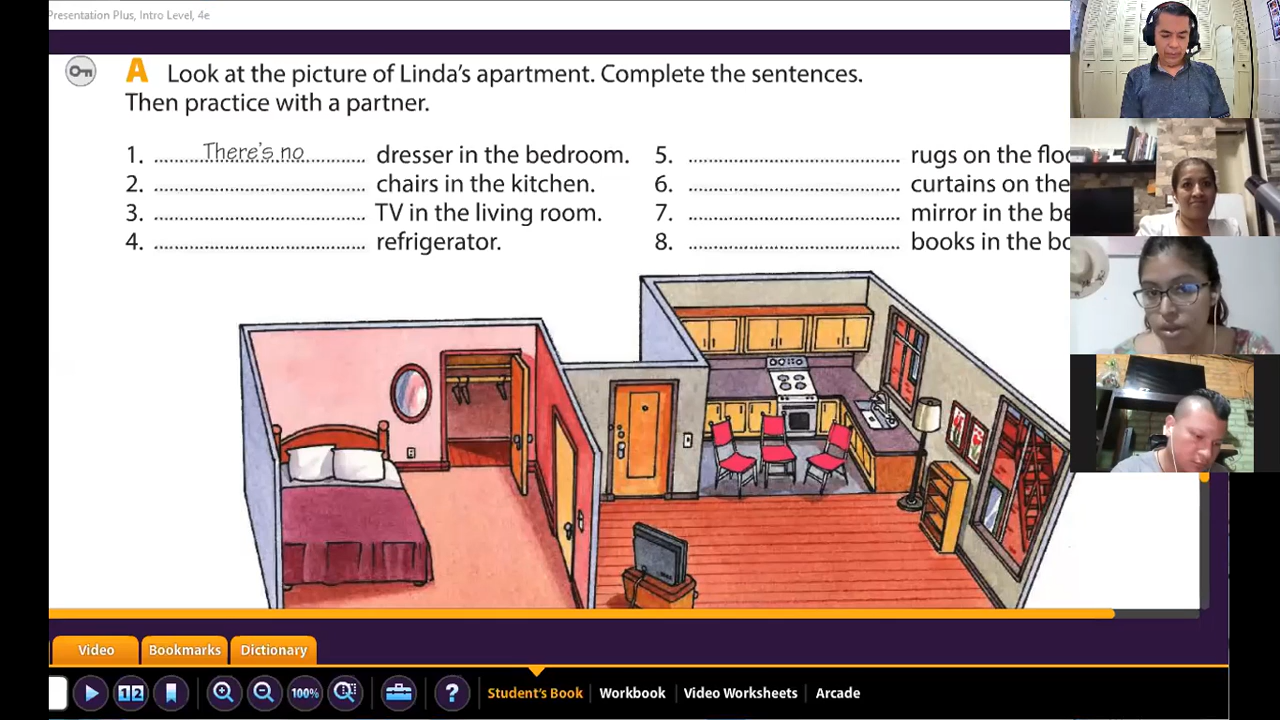 Presentation Plus, Intro Level, 4e
A Look at the picture of Linda's apartment. Complete the sentences.
Then practice with a partner.
1. There's no dresser in the bedroom.
2. chairs in the kitchen.
3. TV in the living room.
4. refrigerator.
5. rugs on the
6. curtains on the
7. mirror in the
8. books in the
Video Bookmarks Dictionary
12 100% ? Student's Book Workbook Video Worksheets Arcade